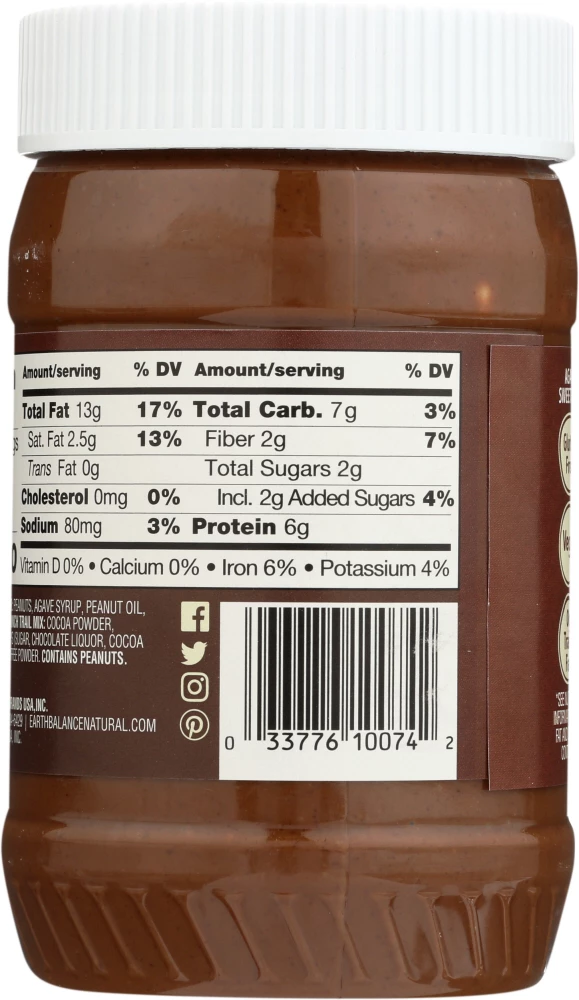 Amount/serving % DV Amount/serving % DV
Total Fat 13g 17% Total Carb. 7g 3%
Sat. Fat 2.5g 13% Fiber 2g 7%
Trans Fat 0g Total Sugars 2g
Cholesterol 0mg 0% Incl. 2g Added Sugars 4%
Sodium 80mg 3% Protein 6g
Vitamin D 0% • Calcium 0% • Iron 6% • Potassium 4%
PEANUTS, AGAVE SYRUP, PEANUT OIL,
TRAIL MIX: COCOA POWDER,
SUGAR, CHOCOLATE LIQUOR, COCOA
POWDER. CONTAINS PEANUTS.
USA, INC.
| EARTHBALANCENATURAL.COM
INC.
0 33776 10074 2